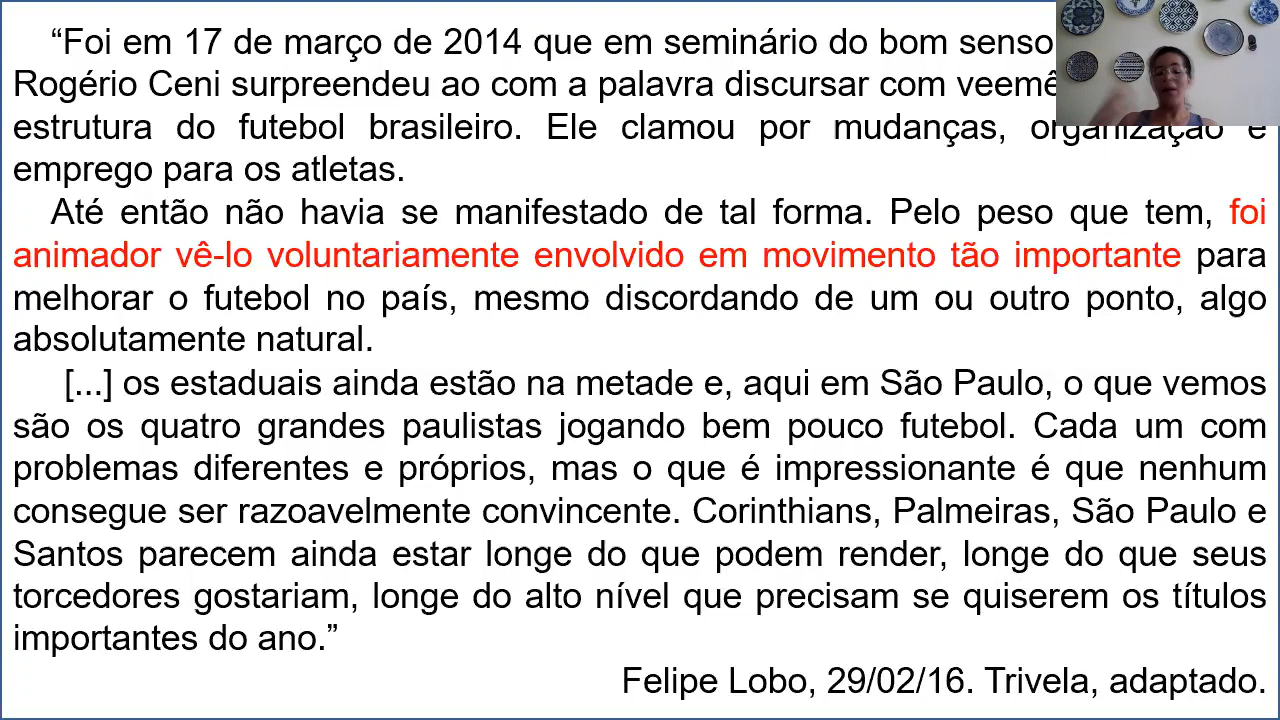 “Foi em 17 de março de 2014 que em seminário do bom senso
Rogério Ceni surpreendeu ao com a palavra discursar com
estrutura do futebol brasileiro. Ele clamou por mudanças, organização e
emprego para os atletas.
Até então não havia se manifestado de tal forma. Pelo peso que tem, foi
animador vê-lo voluntariamente envolvido em movimento tão importante para
melhorar o futebol no país, mesmo discordando de um ou outro ponto, algo
absolutamente natural.
[...] os estaduais ainda estão na metade e, aqui em São Paulo, o que vemos
são os quatro grandes paulistas jogando bem pouco futebol. Cada um com
problemas diferentes e próprios, mas o que é impressionante é que nenhum
consegue ser razoavelmente convincente. Corinthians, Palmeiras, São Paulo e
Santos parecem ainda estar longe do que podem render, longe do que seus
torcedores gostariam, longe do alto nível que precisam se quiserem os títulos
importantes do ano.”
Felipe Lobo, 29/02/16. Trivela, adaptado.